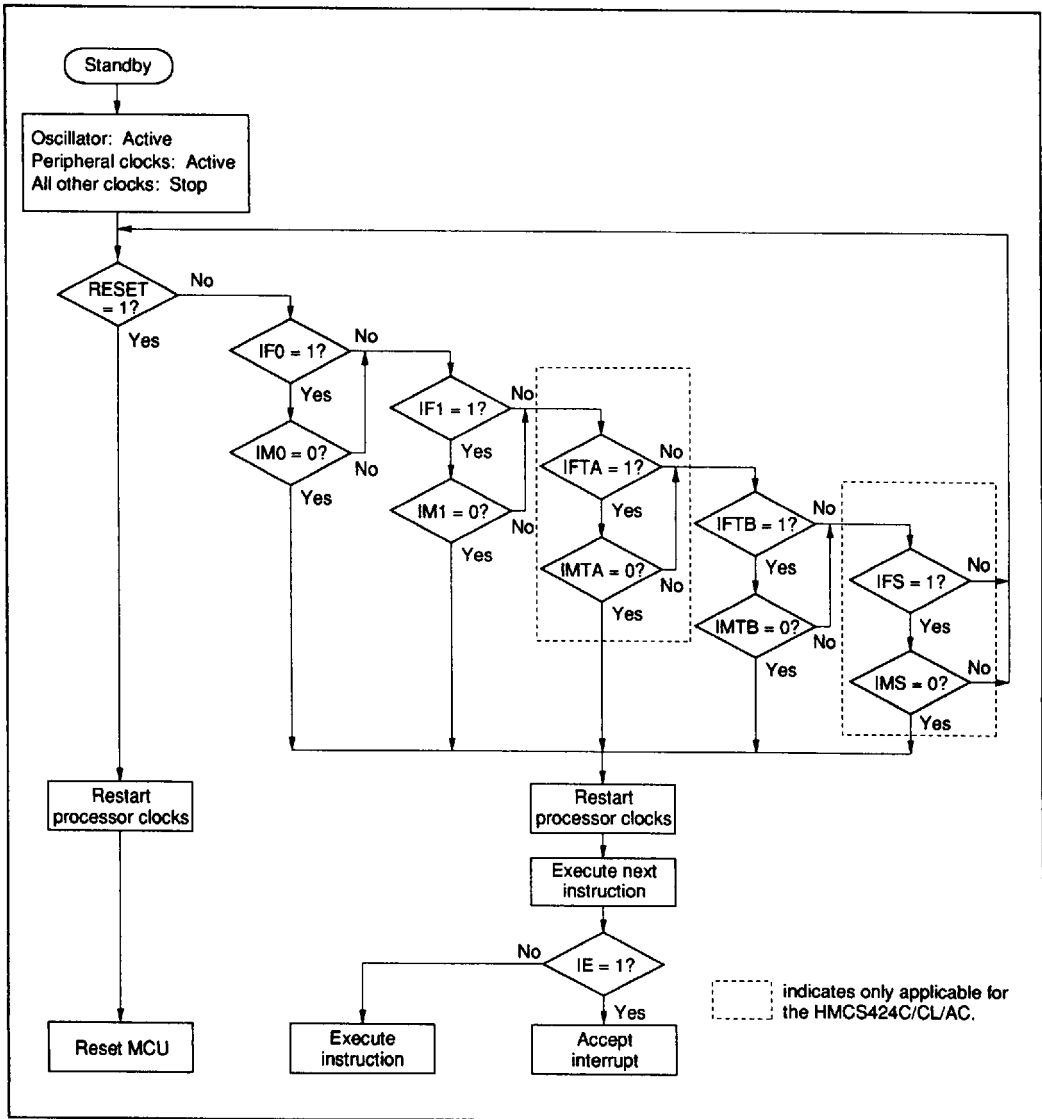 Standby
Oscillator: Active
Peripheral clocks: Active
All other clocks: Stop
RESET
= 1?
No
Yes
IF0 = 1?
No
Yes
IM0 = 0?
No
Yes
IF1 = 1?
No
Yes
IM1 = 0?
No
Yes
IFTA = 1?
No
Yes
IMTA = 0?
No
Yes
IFTB = 1?
No
Yes
IMTB = 0?
No
Yes
IFS = 1?
No
Yes
IMS = 0?
No
Yes
Restart
processor clocks
Restart
processor clocks
Execute next
instruction
IE = 1?
No
Yes
Reset MCU
Execute
instruction
Accept
interrupt
indicates only applicable for
the HMCS424C/CL/AC.